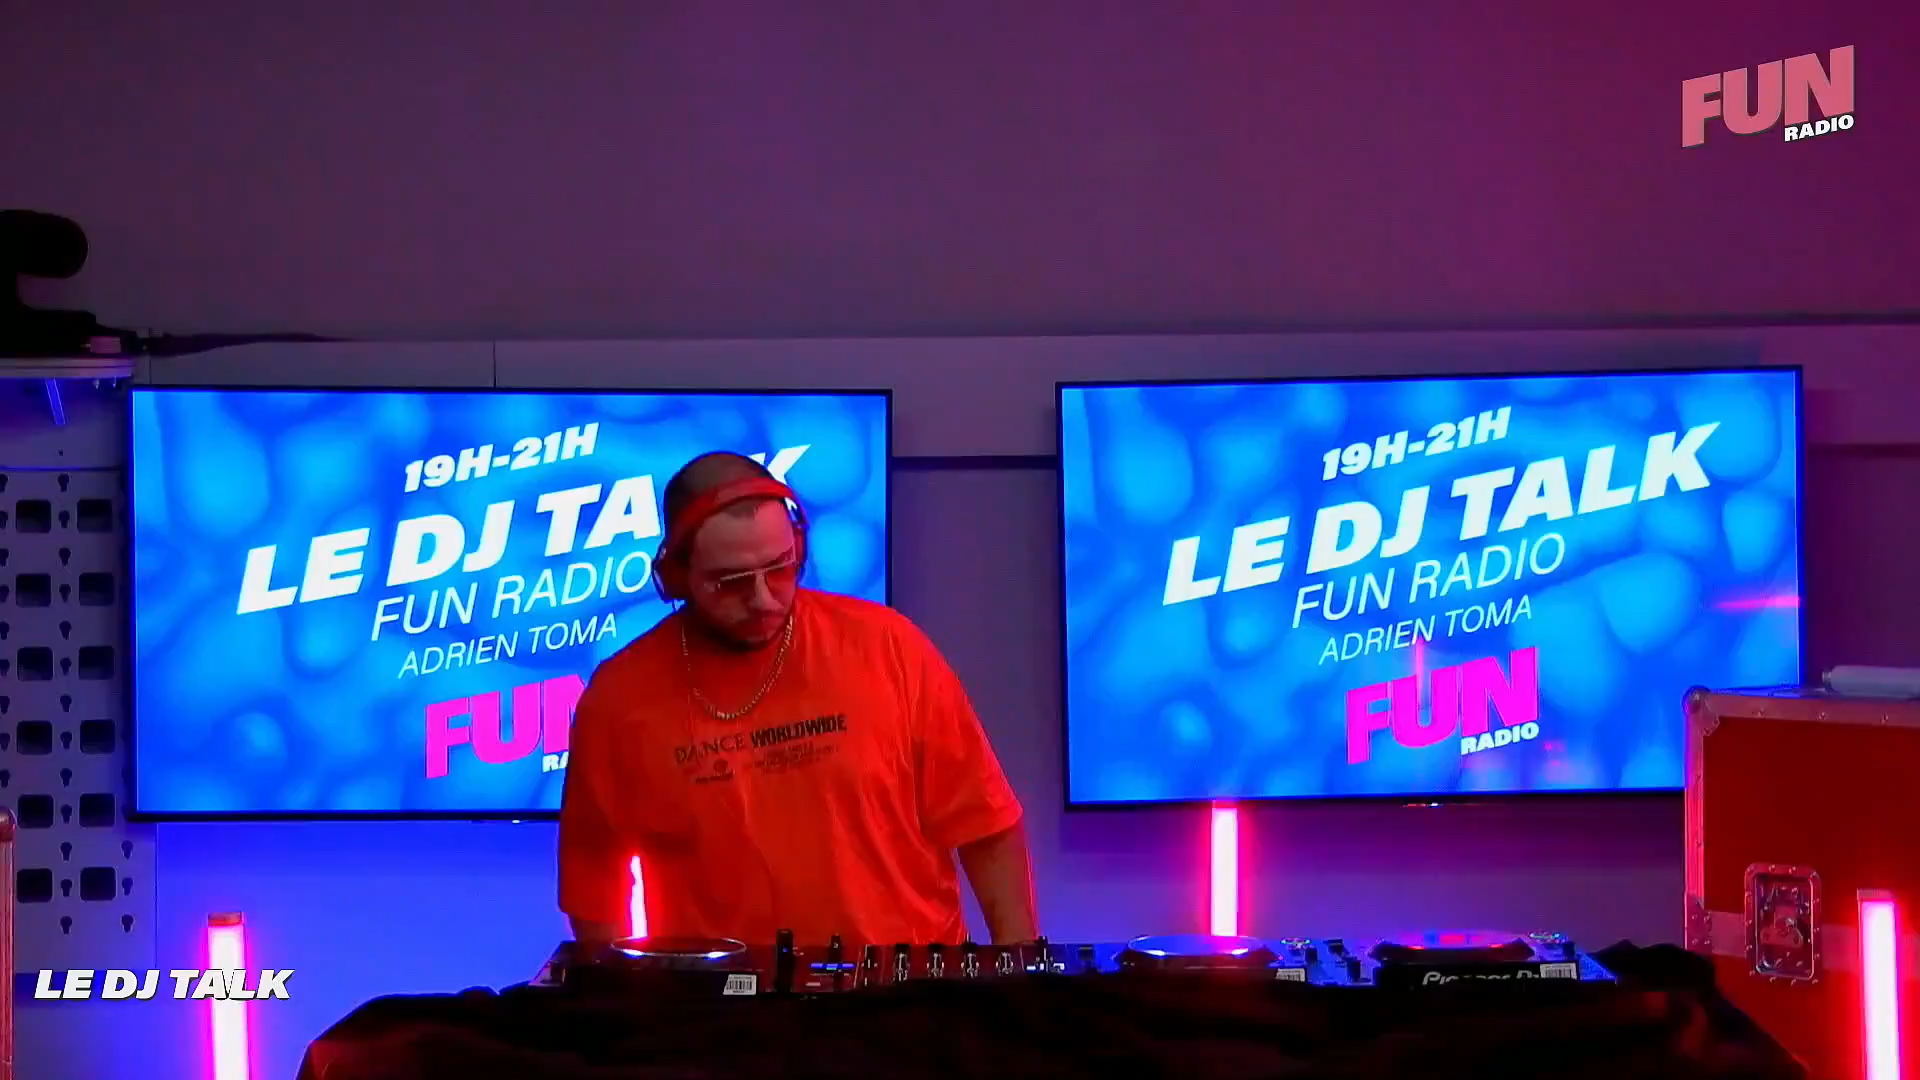 FUN
RADIO
19H-21H
LE DJ TA K
FUN RADIO
ADRIEN TOMA
FUN
19H-21H
LE DJ TALK
FUN RADIO
ADRIEN TOMA
FUN
RADIO
DANCE WORLDWIDE
LE DJ TALK